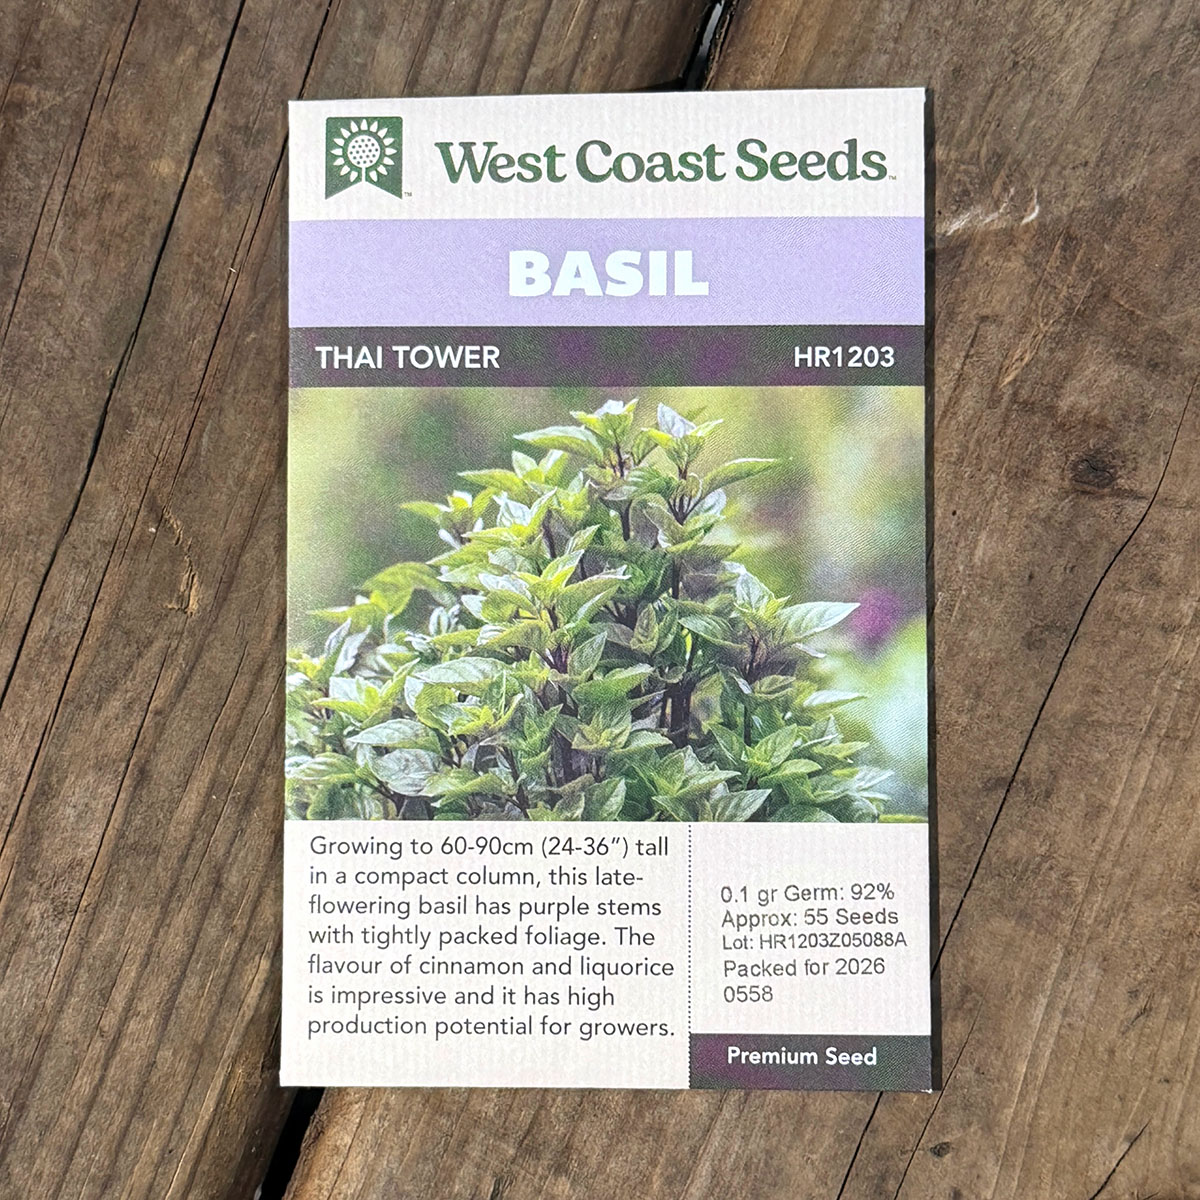 West Coast Seeds™
BASIL
THAI TOWER
HR1203
Growing to 60-90cm (24-36”) tall
in a compact column, this late-
flowering basil has purple stems
with tightly packed foliage. The
flavour of cinnamon and liquorice
is impressive and it has high
production potential for growers.
0.1 gr Germ: 92%
Approx: 55 Seeds
Lot: HR1203Z05088A
Packed for 2026
0558
Premium Seed